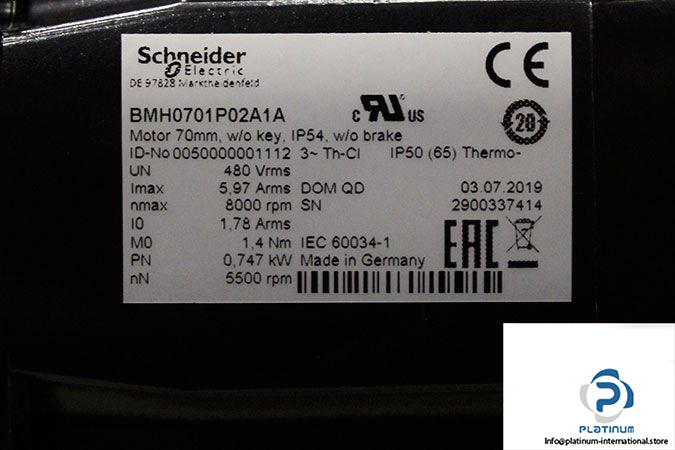 Schneider
Electric
DE 97828 Marktheidenfeld
CE
BMH0701P02A1A
c RU us
20
Motor 70mm, w/o key, IP54, w/o brake
ID-No 0050000001112 3~ Th-Cl IP50 (65) Thermo-
UN 480 Vrms
Imax 5,97 Arms DOM QD 03.07.2019
nmax 8000 rpm SN 2900337414
I0 1,78 Arms
M0 1,4 Nm IEC 60034-1
EAC
PN 0,747 kW Made in Germany
nN 5500 rpm
PLATINUM
Info@platinum-international.store